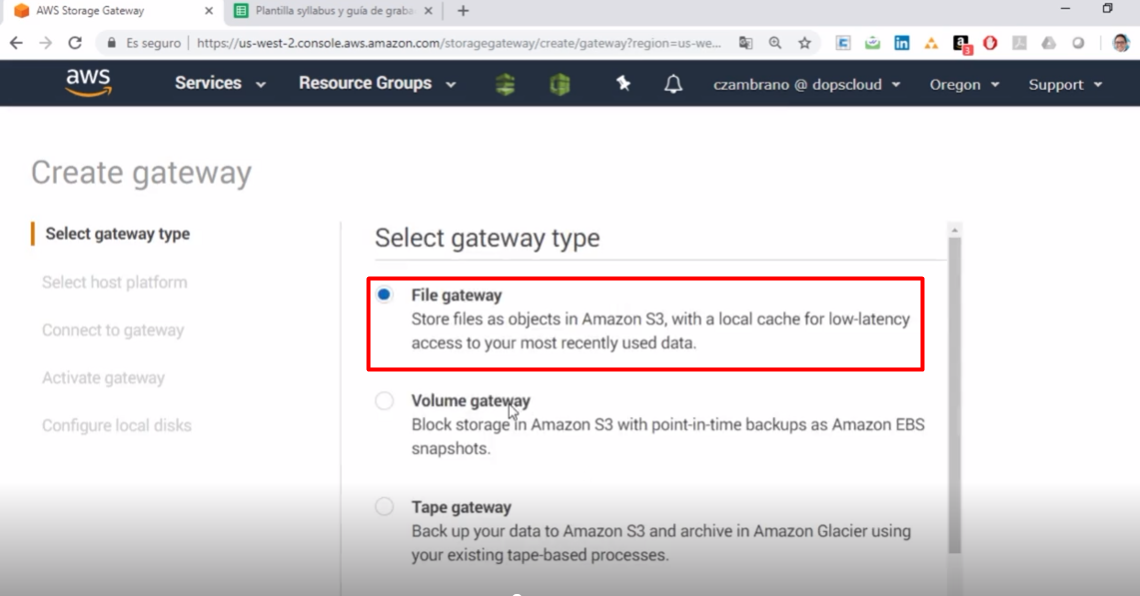 AWS Storage Gateway
Plantilla syllabus y guía de graba
Es seguro
https://us-west-2.console.aws.amazon.com/storagegateway/create/gateway?region=us-we...
3
aws
Services
Resource Groups
czambrano @ dopscloud
Oregon
Support
Create gateway
Select gateway type
Select host platform
Connect to gateway
Activate gateway
Configure local disks
Select gateway type
File gateway
Store files as objects in Amazon S3, with a local cache for low-latency
access to your most recently used data.
Volume gateway
Block storage in Amazon S3 with point-in-time backups as Amazon EBS
snapshots.
Tape gateway
Back up your data to Amazon S3 and archive in Amazon Glacier using
your existing tape-based processes.